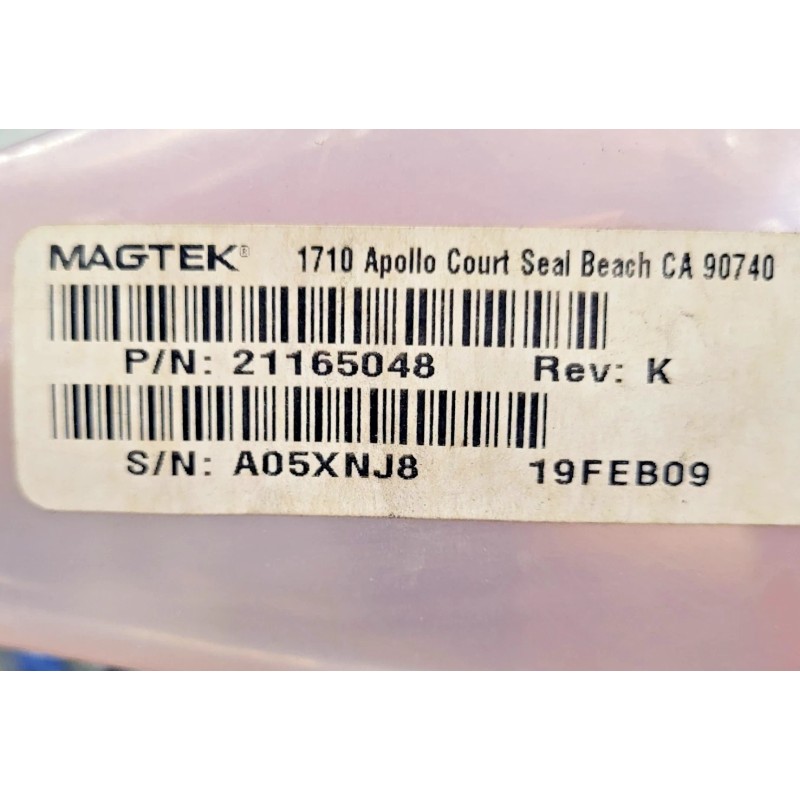 MAGTEK® 1710 Apollo Court Seal Beach CA 90740
P/N: 21165048 Rev: K
S/N: A05XNJ8 19FEB09